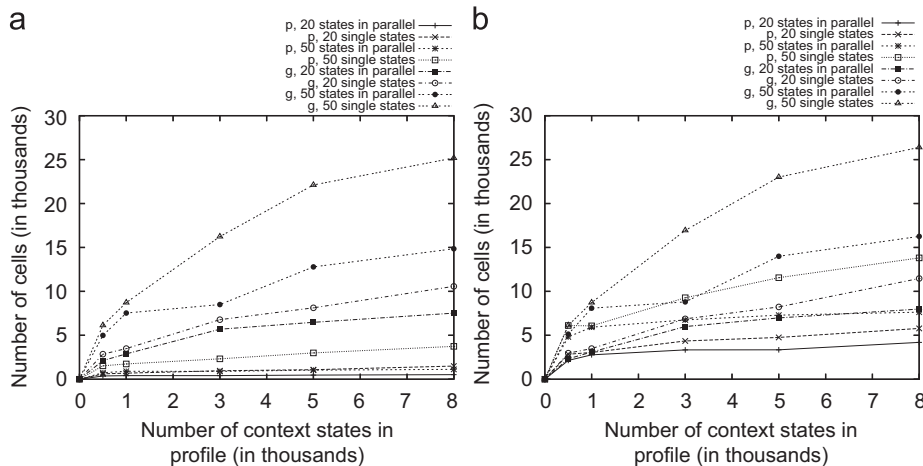 a
p, 20 states in parallel
p, 20 single states
p, 50 states in parallel
p, 50 single states
g, 20 states in parallel
g, 20 single states
g, 50 states in parallel
g, 50 single states
Number of cells (in thousands)
30
25
20
15
10
5
0
0 1 2 3 4 5 6 7 8
Number of context states in
profile (in thousands)
b
p, 20 states in parallel
p, 20 single states
p, 50 states in parallel
p, 50 single states
g, 20 states in parallel
g, 20 single states
g, 50 states in parallel
g, 50 single states
Number of cells (in thousands)
30
25
20
15
10
5
0
0 1 2 3 4 5 6 7 8
Number of context states in
profile (in thousands)